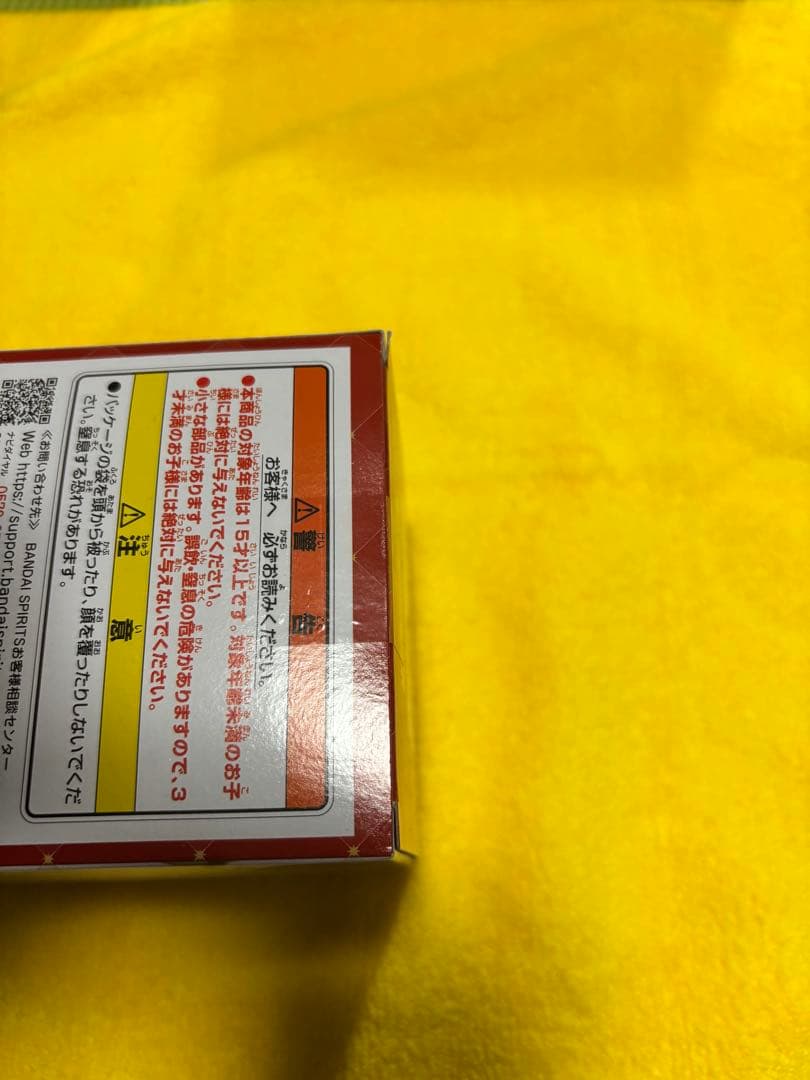 警告
お客様へ 必ずお読みください。
●本商品の対象年齢は15才以上です。対象年齢未満のお子
様には絶対に与えないでください。
●小さな部品があります。誤飲・窒息の危険がありますので、3
才未満のお子様には絶対に与えないでください。
注意
●パッケージの袋を頭から被ったり、顔を覆ったりしないでくだ
さい。窒息する恐れがあります。
《お問い合わせ先》 BANDAI SPIRITSお客様相談センター
Web https://support.bandaispiri
ナビダイヤル 0570